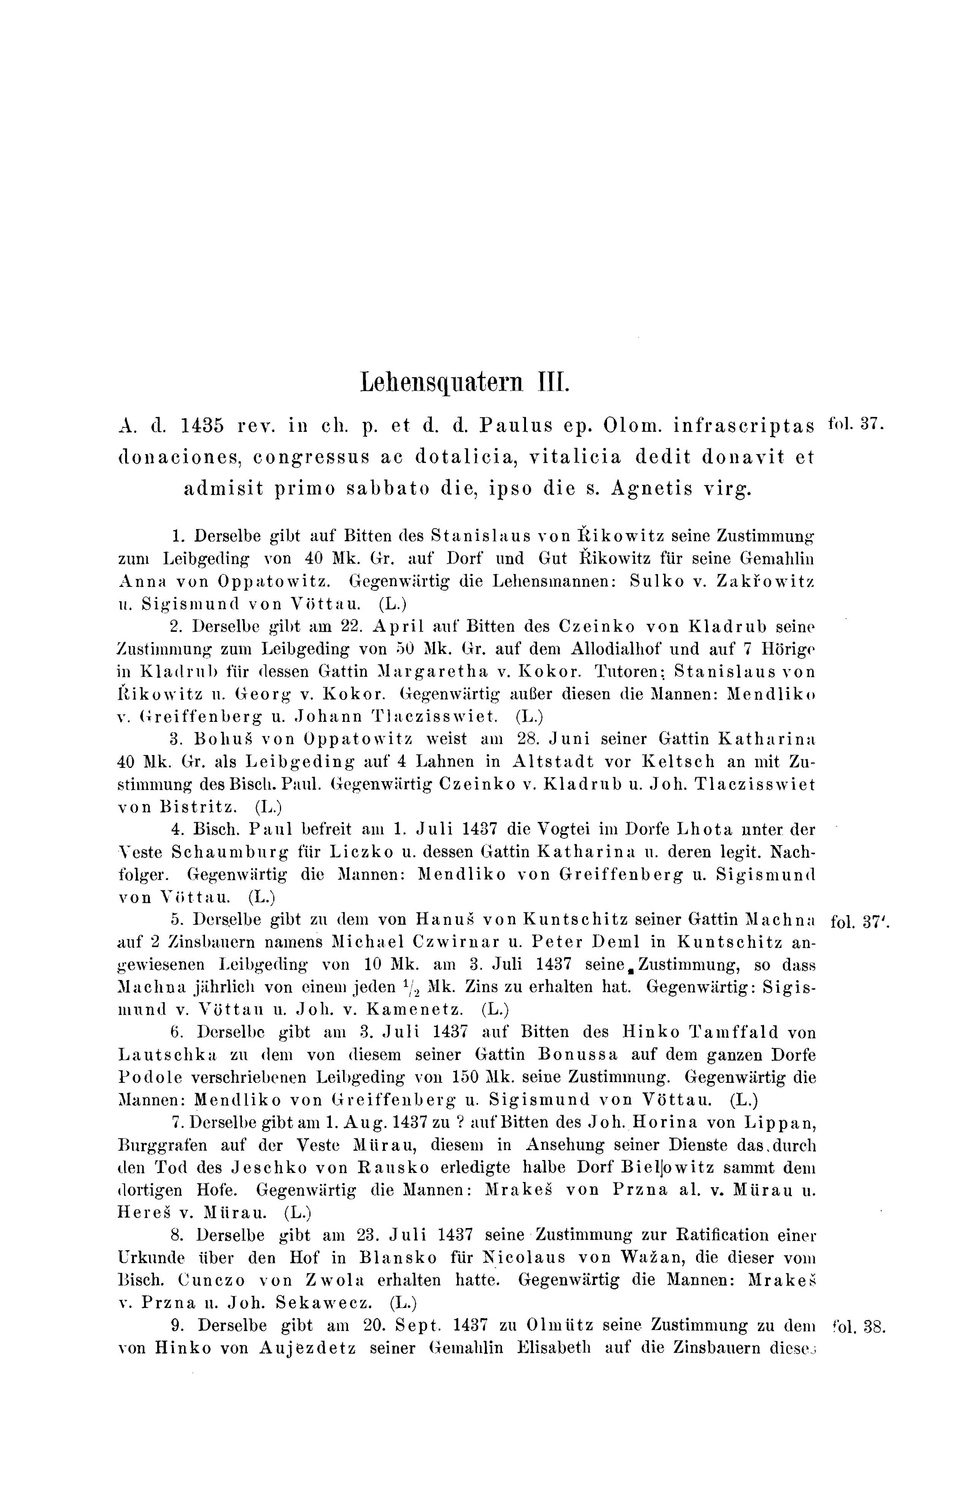 Lehensquatern III.
A. d. 1435 rev. in ch. p. et d. d. Paulus ep. Olom. infrascriptas fol. 37.
donaciones, congressus ac dotalicia, vitalicia dedit donavit et
admisit primo sabbato die, ipso die s. Agnetis virg.
1. Derselbe gibt auf Bitten des Stanislaus von Řikowitz seine Zustimmung
zum Leibgeding von 40 Mk. Gr. auf Dorf und Gut Řikowitz für seine Gemahlin
Anna von Oppatowitz. Gegenwärtig die Lehensmannen: Sulko v. Zakřowitz
u. Sigismund von Vöttau. (L.)
2. Derselbe gibt am 22. April auf Bitten des Czeinko von Kladrub seine
Zustimmung zum Leibgeding von 50 Mk. Gr. auf dem Allodialhof und auf 7 Hörige
in Kladrub für dessen Gattin Margaretha v. Kokor. Tutoren: Stanislaus von
Řikowitz u. Georg v. Kokor. Gegenwärtig außer diesen die Mannen: Mendliko
v. Greiffenberg u. Johann Tlaczisswiet. (L.)
3. Bohuš von Oppatowitz weist am 28. Juni seiner Gattin Katharina
40 Mk. Gr. als Leibgeding auf 4 Lahnen in Altstadt vor Keltsch an mit Zu-
stimmung des Bisch. Paul. Gegenwärtig Czeinko v. Kladrub u. Joh. Tlaczisswiet
von Bistritz. (L.)
4. Bisch. Paul befreit am 1. Juli 1437 die Vogtei im Dorfe Lhota unter der
Veste Schaumburg für Liczko u. dessen Gattin Katharina u. deren legit. Nach-
folger. Gegenwärtig die Mannen: Mendliko von Greiffenberg u. Sigismund
von Vöttau. (L.)
5. Derselbe gibt zu dem von Hanuš von Kuntschitz seiner Gattin Machna fol. 37'.
auf 2 Zinsbauern namens Michael Czwirnar u. Peter Deml in Kuntschitz an-
gewiesenen Leibgeding von 10 Mk. am 3. Juli 1437 seine Zustimmung, so dass
Machna jährlich von einem jeden 1/2 Mk. Zins zu erhalten hat. Gegenwärtig: Sigis-
mund v. Vöttau u. Joh. v. Kamenetz. (L.)
6. Derselbe gibt am 3. Juli 1437 auf Bitten des Hinko Tamffald von
Lautschka zu dem von diesem seiner Gattin Bonussa auf dem ganzen Dorfe
Podole verschriebenen Leibgeding von 150 Mk. seine Zustimmung. Gegenwärtig die
Mannen: Mendliko von Greiffenberg u. Sigismund von Vöttau. (L.)
7. Derselbe gibt am 1. Aug. 1437 zu ? auf Bitten des Joh. Horina von Lippan,
Burggrafen auf der Veste Mürau, diesem in Ansehung seiner Dienste das durch
den Tod des Jeschko von Rausko erledigte halbe Dorf Bielowitz sammt dem
dortigen Hofe. Gegenwärtig die Mannen: Mrakeš von Przna al. v. Mürau u.
Hereš v. Mürau. (L.)
8. Derselbe gibt am 23. Juli 1437 seine Zustimmung zur Ratification einer
Urkunde über den Hof in Blansko für Nicolaus von Važan, die dieser vom
Bisch. Cunczo von Zwola erhalten hatte. Gegenwärtig die Mannen: Mrakeš
v. Przna u. Joh. Sekawecz. (L.)
9. Derselbe gibt am 20. Sept. 1437 zu Olmütz seine Zustimmung zu dem fol. 38.
von Hinko von Aujězdetz seiner Gemahlin Elisabeth auf die Zinsbauern dieses